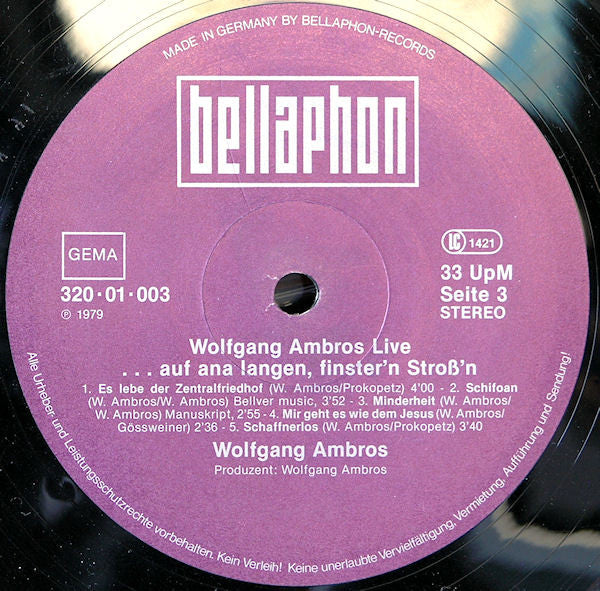 MADE IN GERMANY BY BELLAPHON-RECORDS
bellaphon
GEMA
320·01·003
℗ 1979
LC 1421
33 UpM
Seite 3
STEREO
Wolfgang Ambros Live
. . . auf ana langen, finster'n Stroß'n
1. Es lebe der Zentralfriedhof (W. Ambros/Prokopetz) 4'00 - 2. Schifoan
(W. Ambros/W. Ambros) Bellver music, 3'52 - 3. Minderheit (W. Ambros/
W. Ambros) Manuskript, 2'55 - 4. Mir geht es wie dem Jesus (W. Ambros/
Gössweiner) 2'36 - 5. Schaffnerlos (W. Ambros/Prokopetz) 3'40
Wolfgang Ambros
Produzent: Wolfgang Ambros
Alle Urheber und Leistungsschutzrechte vorbehalten. Kein Verleih! Keine unerlaubte Vervielfältigung, Vermietung, Aufführung und Sendung!